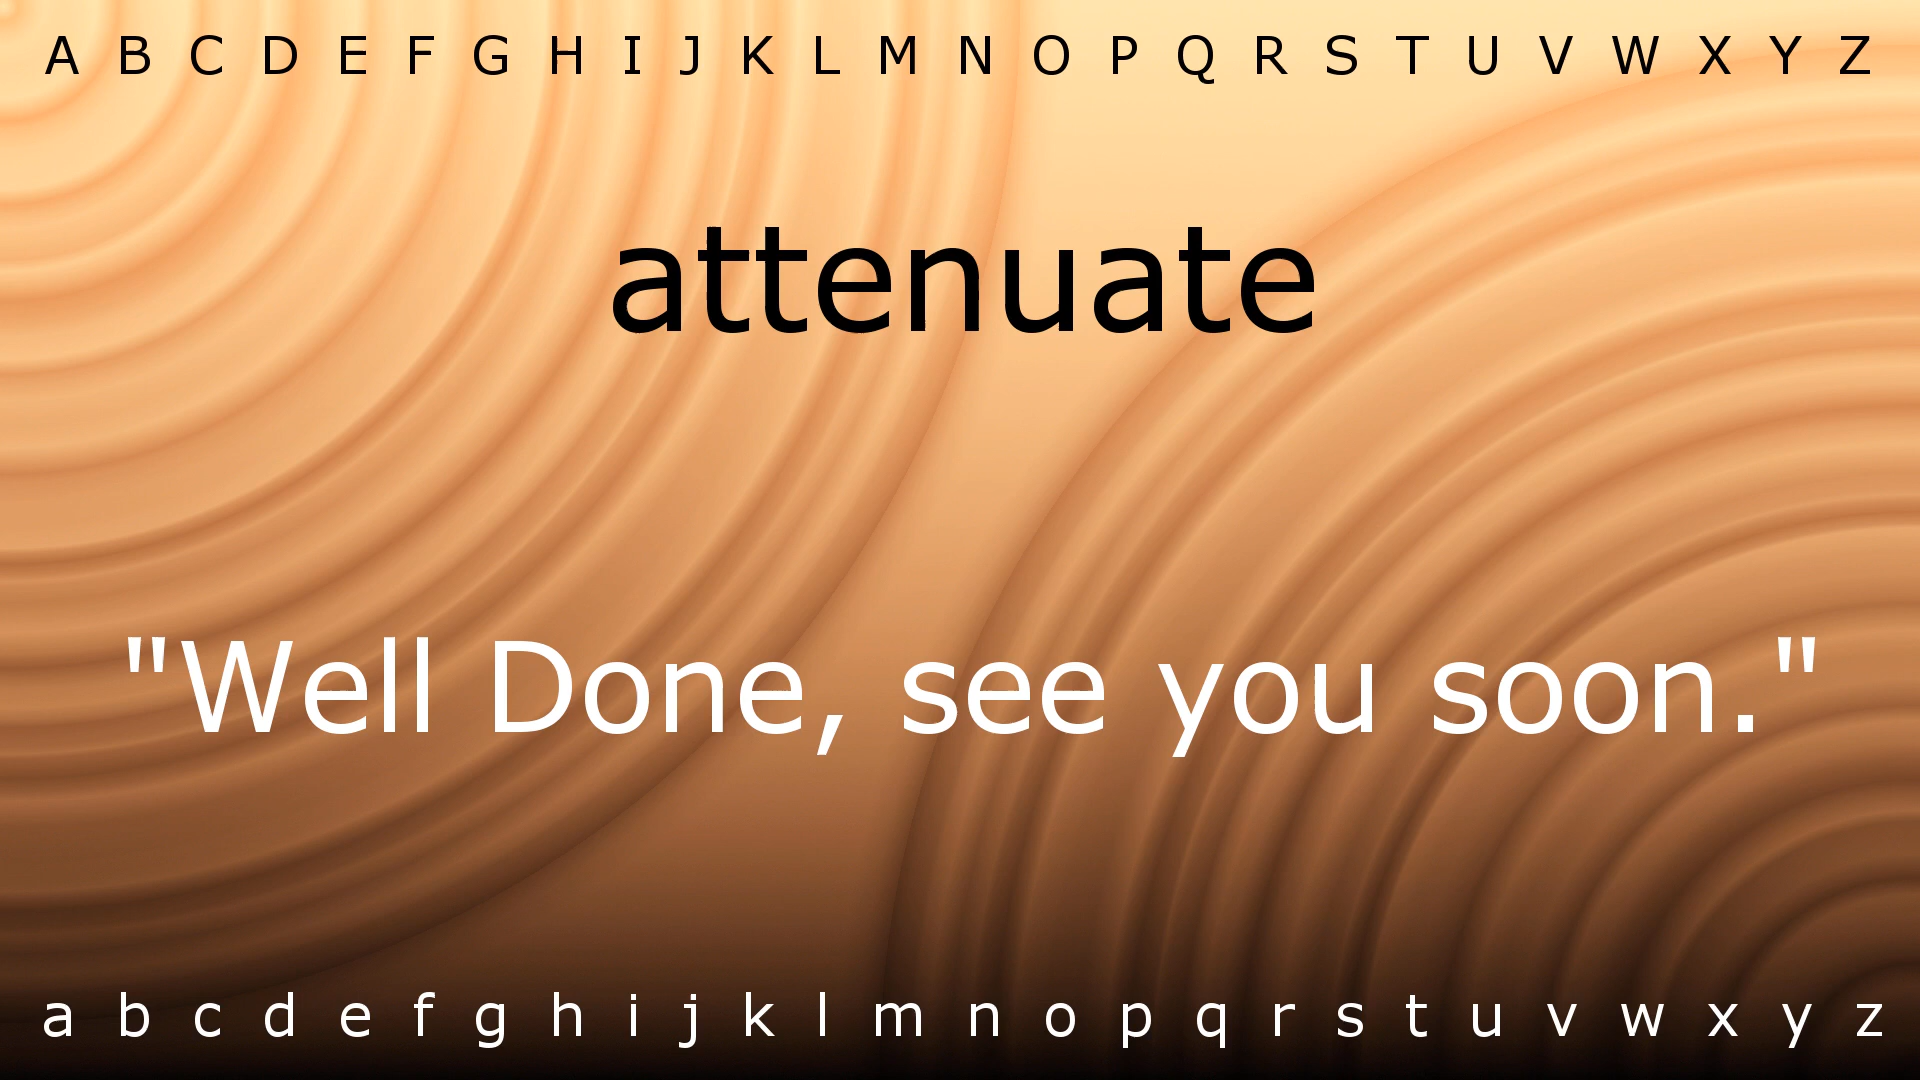 A B C D E F G H I J K L M N O P Q R S T U V W X Y Z
attenuate
"Well Done, see you soon."
a b c d e f g h i j k l m n o p q r s t u v w x y z